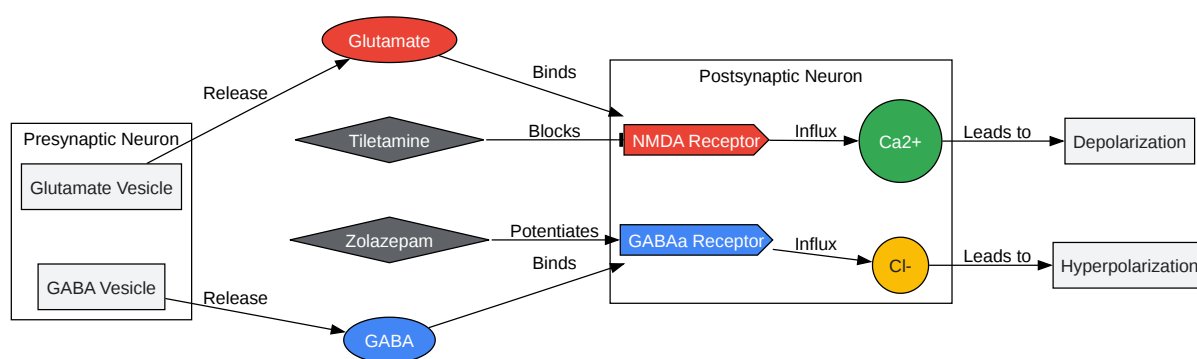 Glutamate
Binds
Postsynaptic Neuron
Release
Presynaptic Neuron
Tiletamine
Blocks
NMDA Receptor
Influx
Ca2+
Leads to
Depolarization
Glutamate Vesicle
Zolazepam
Potentiates
GABAa Receptor
Influx
Cl-
Leads to
Hyperpolarization
Binds
GABA Vesicle
Release
GABA